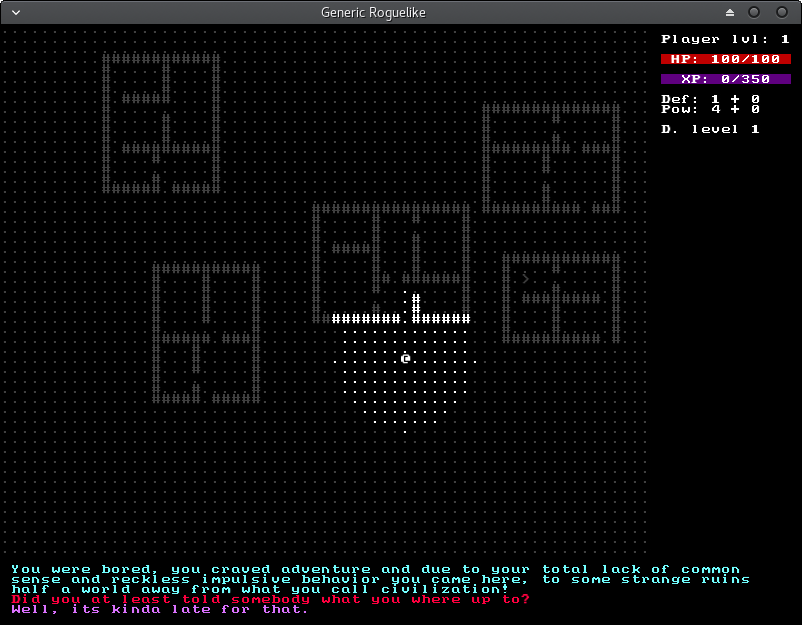 Generic Roguelike
Player lvl: 1
HP: 100/100
XP: 0/350
Def: 1 + 0
Pow: 4 + 0
D. level 1
You were bored, you craved adventure and due to your total lack of common
sense and reckless impulsive behavior you came here, to some strange ruins
half a world away from what you call civilization!
Did you at least told somebody what you where up to?
Well, its kinda late for that.